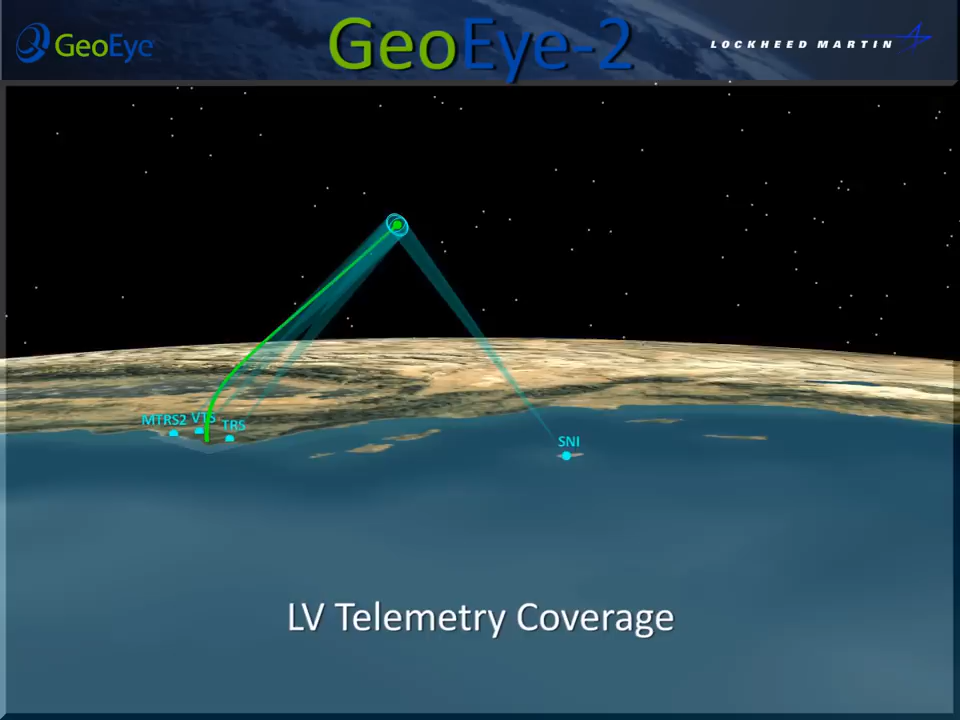 GeoEye
GeoEye-2
LOCKHEED MARTIN
MTRS2 VTS TRS
SNI
LV Telemetry Coverage